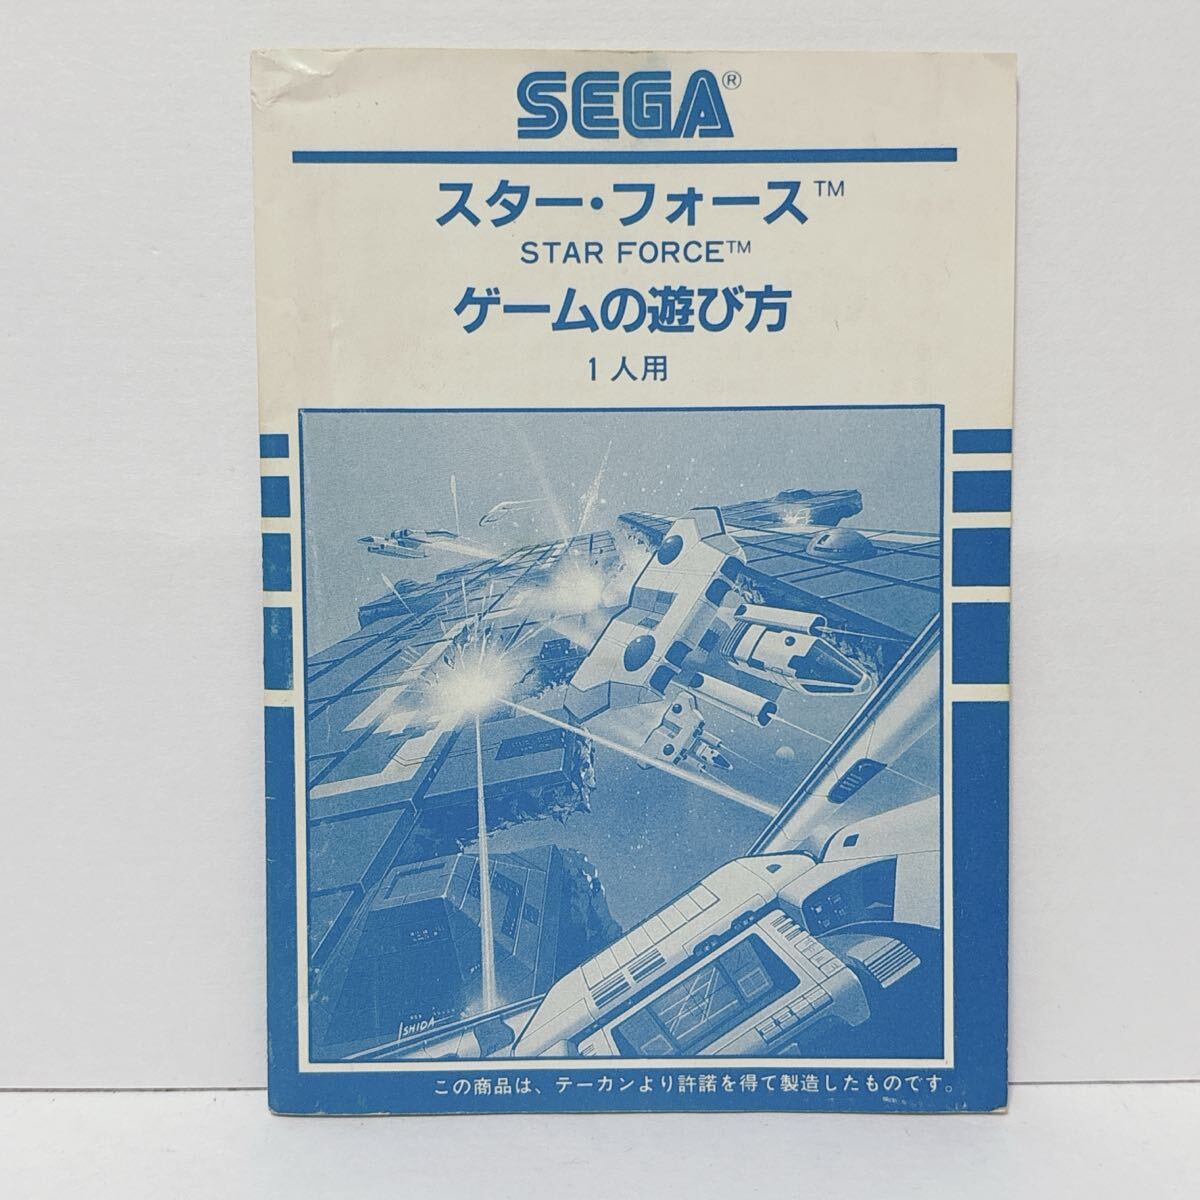 SEGA®
スター・フォース™
STAR FORCE™
ゲームの遊び方
1人用
ISHIDA
この商品は、テーカンより許諾を得て製造したものです。